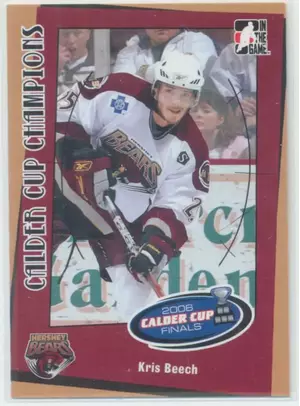 IN THE GAME
CALDER CUP CHAMPIONS
BEARS
2006
CALDER CUP
FINALS
HERSHEY
BEARS
Kris Beech